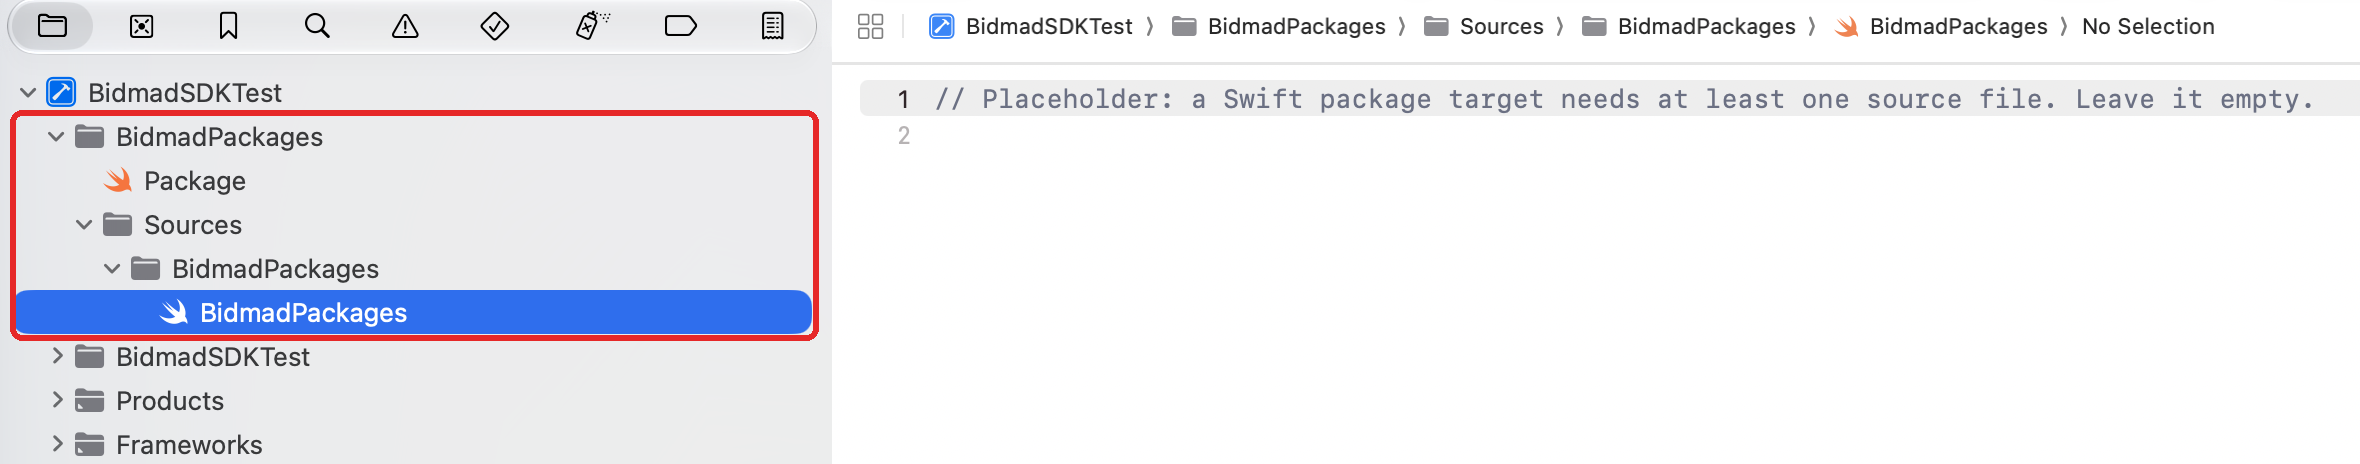 BidmadSDKTest
BidmadPackages
Package
Sources
BidmadPackages
BidmadPackages
BidmadSDKTest
Products
Frameworks
BidmadSDKTest 〉 BidmadPackages 〉 Sources 〉 BidmadPackages 〉 BidmadPackages 〉 No Selection
1 // Placeholder: a Swift package target needs at least one source file. Leave it empty.
2